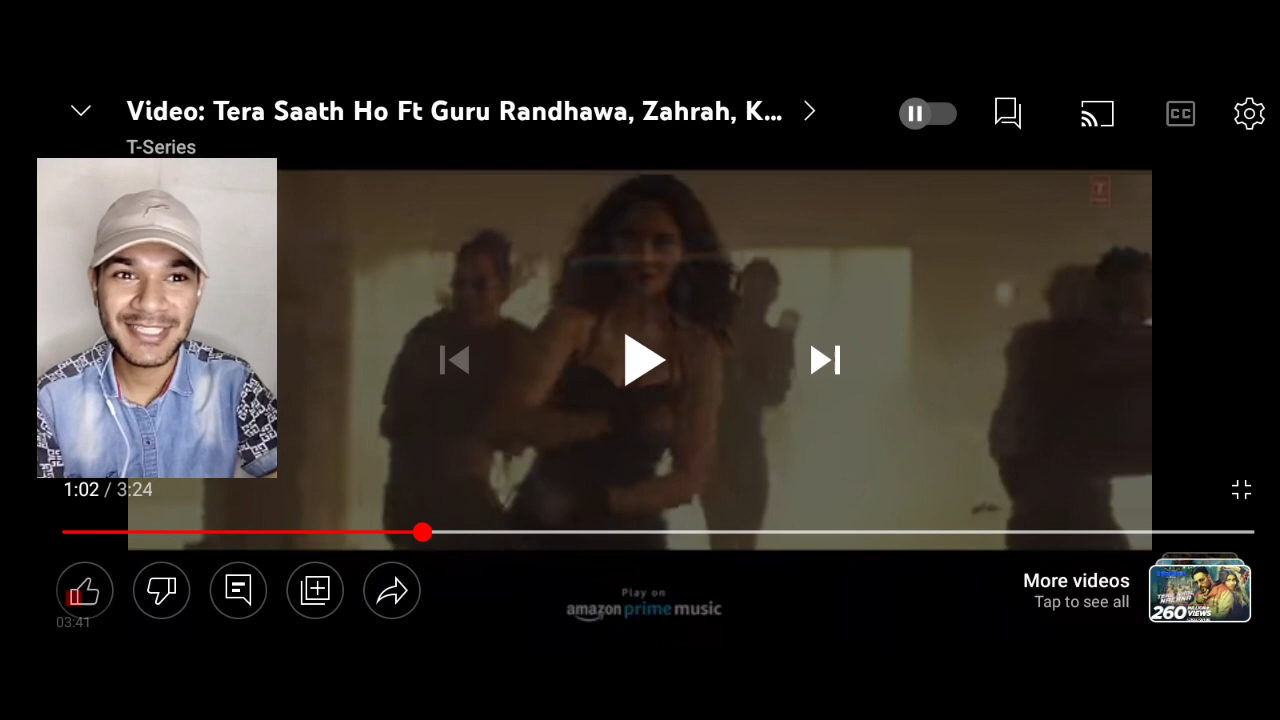 Video: Tera Saath Ho Ft Guru Randhawa, Zahrah, K...
T-Series
CC
T
1:02 / 3:24
03:41
Play on
amazon prime music
More videos
Tap to see all
260
VIEWS